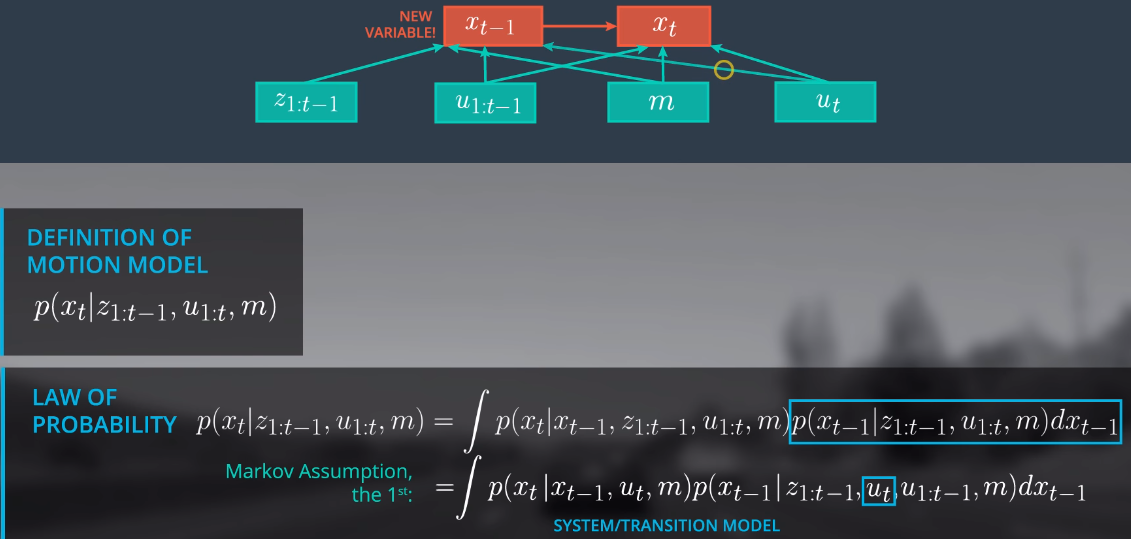 NEW
VARIABLE!
x_{t-1}
x_t
z_{1:t-1}
u_{1:t-1}
m
u_t
DEFINITION OF
MOTION MODEL
p(x_t|z_{1:t-1}, u_{1:t}, m)
LAW OF
PROBABILITY
p(x_t|z_{1:t-1}, u_{1:t}, m) = ∫ p(x_t|x_{t-1}, z_{1:t-1}, u_{1:t}, m)p(x_{t-1}|z_{1:t-1}, u_{1:t}, m)dx_{t-1}
Markov Assumption,
the 1st:
= ∫ p(x_t|x_{t-1}, u_t, m)p(x_{t-1}|z_{1:t-1}, u_t, u_{1:t-1}, m)dx_{t-1}
SYSTEM/TRANSITION MODEL